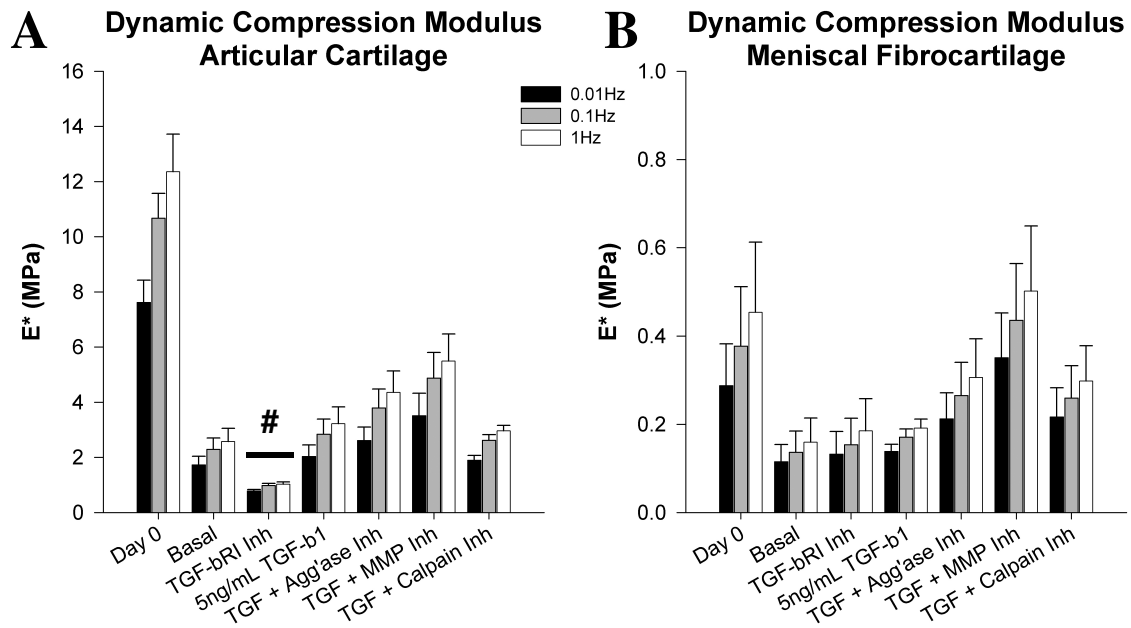 A
Dynamic Compression Modulus
Articular Cartilage
16
14
12
10
8
6
4
2
0
E* (MPa)
0.01Hz
0.1Hz
1Hz
#
Day 0
Basal
TGF-bRI Inh
5ng/mL TGF-b1
TGF + Agg'ase Inh
TGF + MMP Inh
TGF + Calpain Inh
B
Dynamic Compression Modulus
Meniscal Fibrocartilage
1.0
0.8
0.6
0.4
0.2
0.0
E* (MPa)
Day 0
Basal
TGF-bRI Inh
5ng/mL TGF-b1
TGF + Agg'ase Inh
TGF + MMP Inh
TGF + Calpain Inh